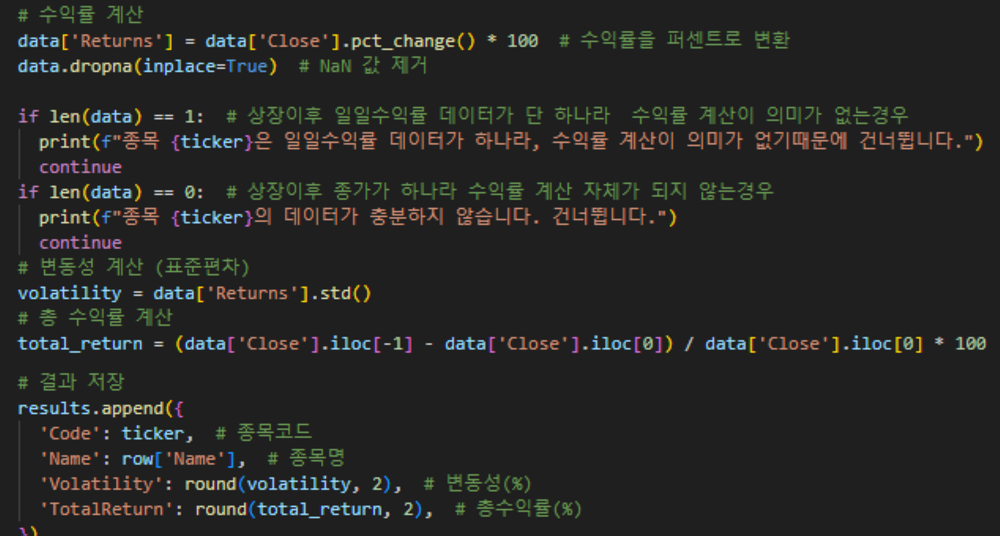 # 수익률 계산
data['Returns'] = data['Close'].pct_change() * 100  # 수익률을 퍼센트로 변환
data.dropna(inplace=True)  # NaN 값 제거
if len(data) == 1:  # 상장이후 일일수익률 데이터가 단 하나라  수익률 계산이 의미가 없는경우
print(f"종목 {ticker}은 일일수익률 데이터가 하나라, 수익률 계산이 의미가 없기때문에 건너뜁니다.")
continue
if len(data) == 0:  # 상장이후 종가가 하나라 수익률 계산 자체가 되지 않는경우
print(f"종목 {ticker}의 데이터가 충분하지 않습니다. 건너뜁니다.")
continue
# 변동성 계산 (표준편차)
volatility = data['Returns'].std()
# 총 수익률 계산
total_return = (data['Close'].iloc[-1] - data['Close'].iloc[0]) / data['Close'].iloc[0] * 100
# 결과 저장
results.append({
'Code': ticker,  # 종목코드
'Name': row['Name'],  # 종목명
'Volatility': round(volatility, 2),  # 변동성(%)
'TotalReturn': round(total_return, 2),  # 총수익률(%)
})